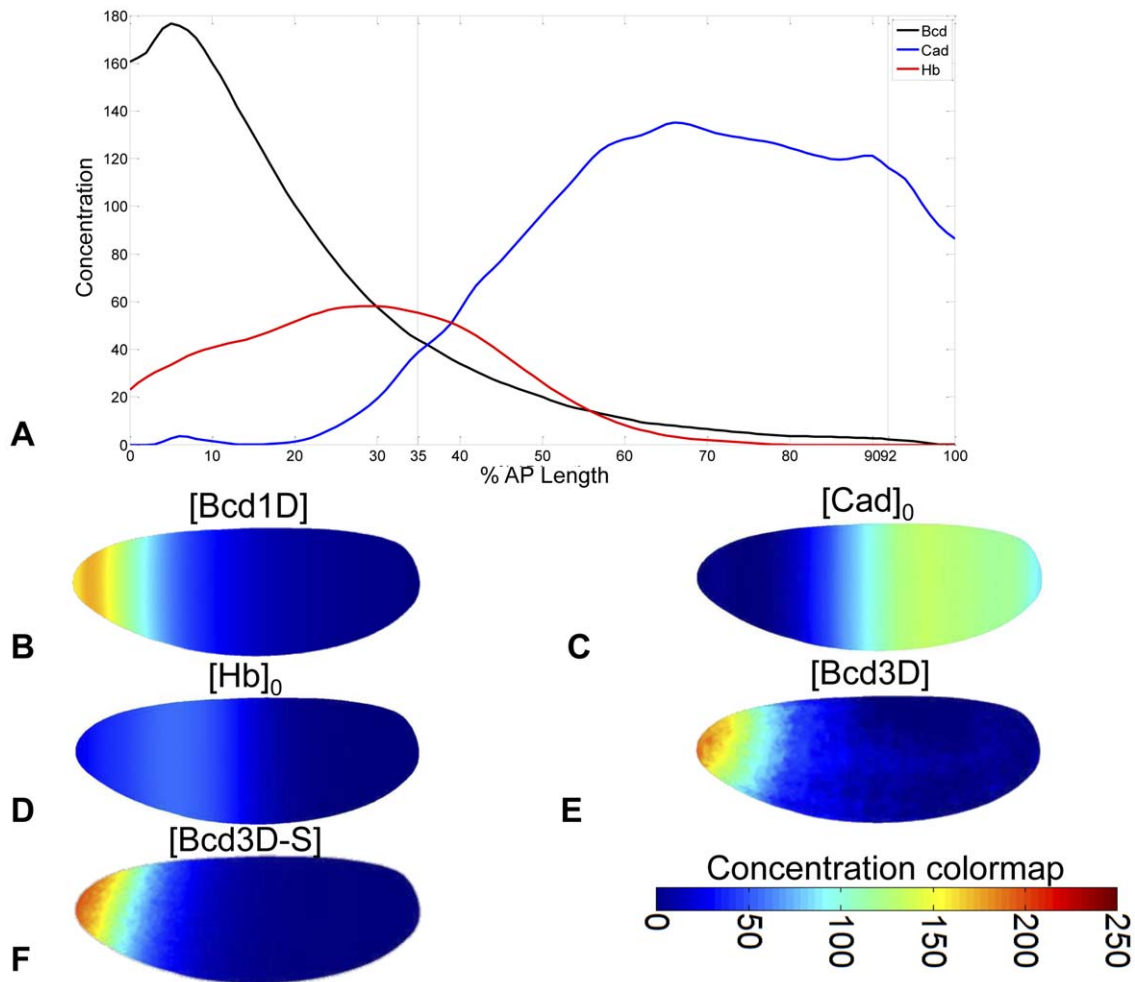 180
160
140
120
100
80
60
40
20
0
Concentration
Bcd
Cad
Hb
0 10 20 30 35 40 50 60 70 80 9092 100
% AP Length
A
[Bcd1D]
B
[Cad]0
C
[Hb]0
D
[Bcd3D]
E
[Bcd3D-S]
F
Concentration colormap
0 50 100 150 200 250